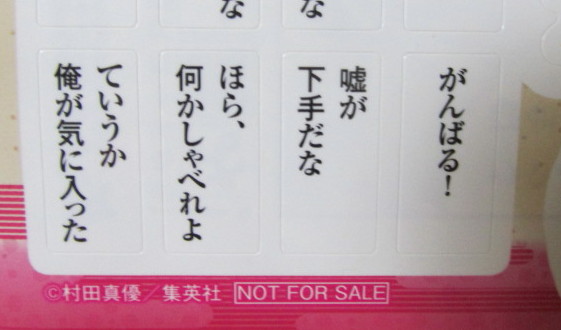 な
な
がんばる！
嘘が
下手だな
ほら、
何かしゃべれよ
ていうか
俺が気に入った
©村田真優／集英社 NOT FOR SALE